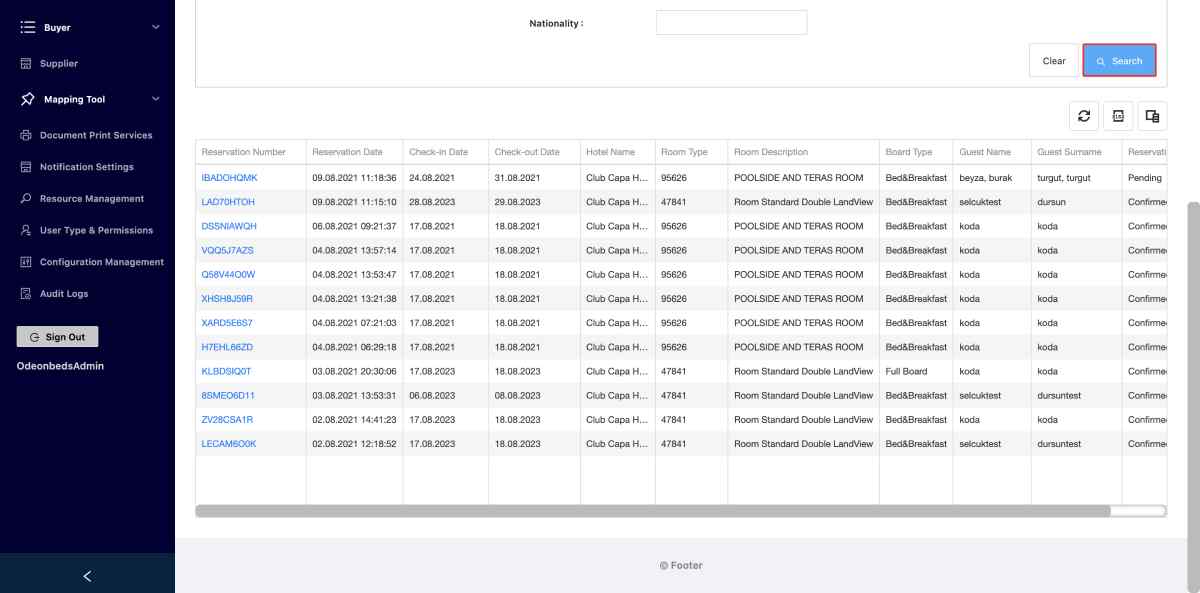 Buyer
Supplier
Mapping Tool
Document Print Services
Notification Settings
Resource Management
User Type & Permissions
Configuration Management
Audit Logs
Sign Out
OdeonbedsAdmin
Nationality :
Clear
Search
Reservation Number Reservation Date Check-in Date Check-out Date Hotel Name Room Type Room Description Board Type Guest Name Guest Surname Reservati
IBADOHQMK 09.08.2021 11:18:36 24.08.2021 31.08.2021 Club Capa H... 95626 POOLSIDE AND TERAS ROOM Bed&Breakfast beyza, burak turgut, turgut Pending
LAD70HTOH 09.08.2021 11:15:10 28.08.2023 29.08.2023 Club Capa H... 47841 Room Standard Double LandView Bed&Breakfast selcuktest dursun Confirme
DSSNIAWQH 06.08.2021 09:21:37 17.08.2021 18.08.2021 Club Capa H... 95626 POOLSIDE AND TERAS ROOM Bed&Breakfast koda koda Confirme
VQQ5J7AZS 04.08.2021 13:57:14 17.08.2021 18.08.2021 Club Capa H... 95626 POOLSIDE AND TERAS ROOM Bed&Breakfast koda koda Confirme
Q58V44O0W 04.08.2021 13:53:47 17.08.2021 18.08.2021 Club Capa H... 95626 POOLSIDE AND TERAS ROOM Bed&Breakfast koda koda Confirme
XHSH8J59R 04.08.2021 13:21:38 17.08.2021 18.08.2021 Club Capa H... 95626 POOLSIDE AND TERAS ROOM Bed&Breakfast koda koda Confirme
XARD5E6S7 04.08.2021 07:21:03 17.08.2021 18.08.2021 Club Capa H... 95626 POOLSIDE AND TERAS ROOM Bed&Breakfast koda koda Confirme
H7EHL66ZD 04.08.2021 06:29:18 17.08.2021 18.08.2021 Club Capa H... 95626 POOLSIDE AND TERAS ROOM Bed&Breakfast koda koda Confirme
KLBDSIQ0T 03.08.2021 20:30:06 17.08.2023 18.08.2023 Club Capa H... 47841 Room Standard Double LandView Full Board koda koda Confirme
8SMEO6D11 03.08.2021 13:53:31 06.08.2023 08.08.2023 Club Capa H... 47841 Room Standard Double LandView Bed&Breakfast selcuktest dursuntest Confirme
ZV28CSA1R 02.08.2021 14:41:23 17.08.2023 18.08.2023 Club Capa H... 47841 Room Standard Double LandView Bed&Breakfast koda koda Confirme
LECAM6O0K 02.08.2021 12:18:52 17.08.2023 18.08.2023 Club Capa H... 47841 Room Standard Double LandView Bed&Breakfast selcuktest dursuntest Confirme
© Footer